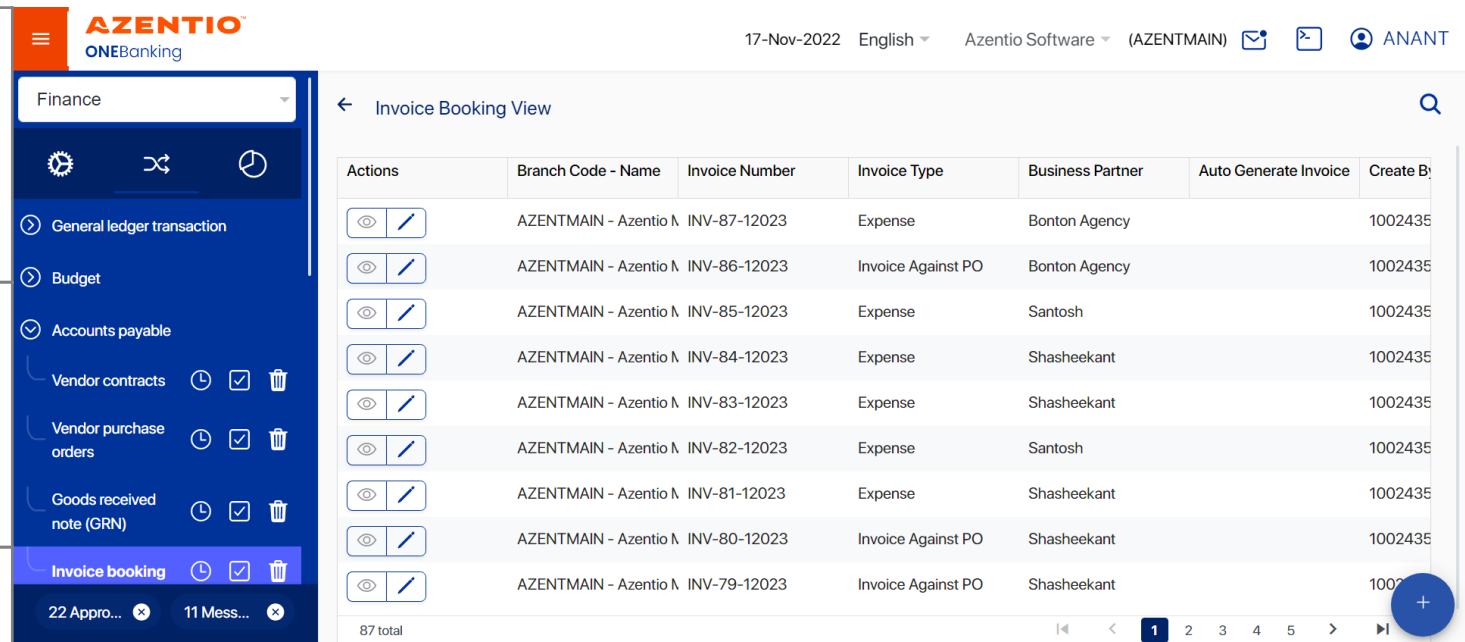 AZENTIO™
ONEBanking
17-Nov-2022 English Azentio Software (AZENTMAIN) ANANT
Finance
General ledger transaction
Budget
Accounts payable
Vendor contracts
Vendor purchase
orders
Goods received
note (GRN)
Invoice booking
22 Appro... 11 Mess...
Invoice Booking View
Actions Branch Code - Name Invoice Number Invoice Type Business Partner Auto Generate Invoice Create By
AZENTMAIN - Azentio M INV-87-12023 Expense Bonton Agency 1002435
AZENTMAIN - Azentio M INV-86-12023 Invoice Against PO Bonton Agency 1002435
AZENTMAIN - Azentio M INV-85-12023 Expense Santosh 1002435
AZENTMAIN - Azentio M INV-84-12023 Expense Shasheekant 1002435
AZENTMAIN - Azentio M INV-83-12023 Expense Shasheekant 1002435
AZENTMAIN - Azentio M INV-82-12023 Expense Santosh 1002435
AZENTMAIN - Azentio M INV-81-12023 Expense Shasheekant 1002435
AZENTMAIN - Azentio M INV-80-12023 Invoice Against PO Shasheekant 1002435
AZENTMAIN - Azentio M INV-79-12023 Invoice Against PO Shasheekant
87 total 1 2 3 4 5